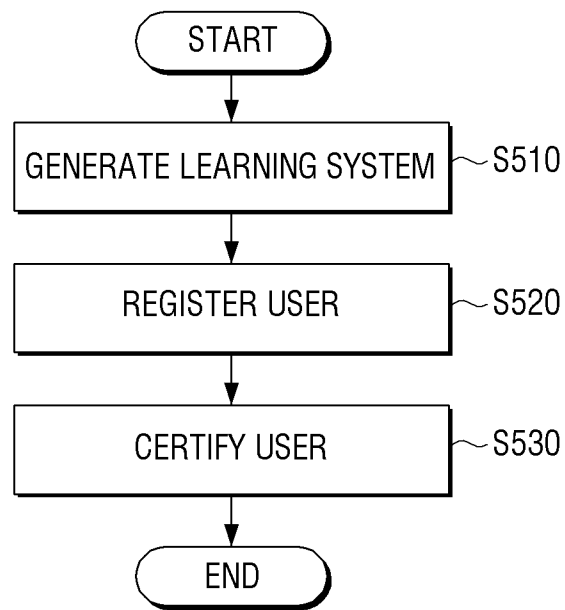 START
GENERATE LEARNING SYSTEM
S510
REGISTER USER
S520
CERTIFY USER
S530
END